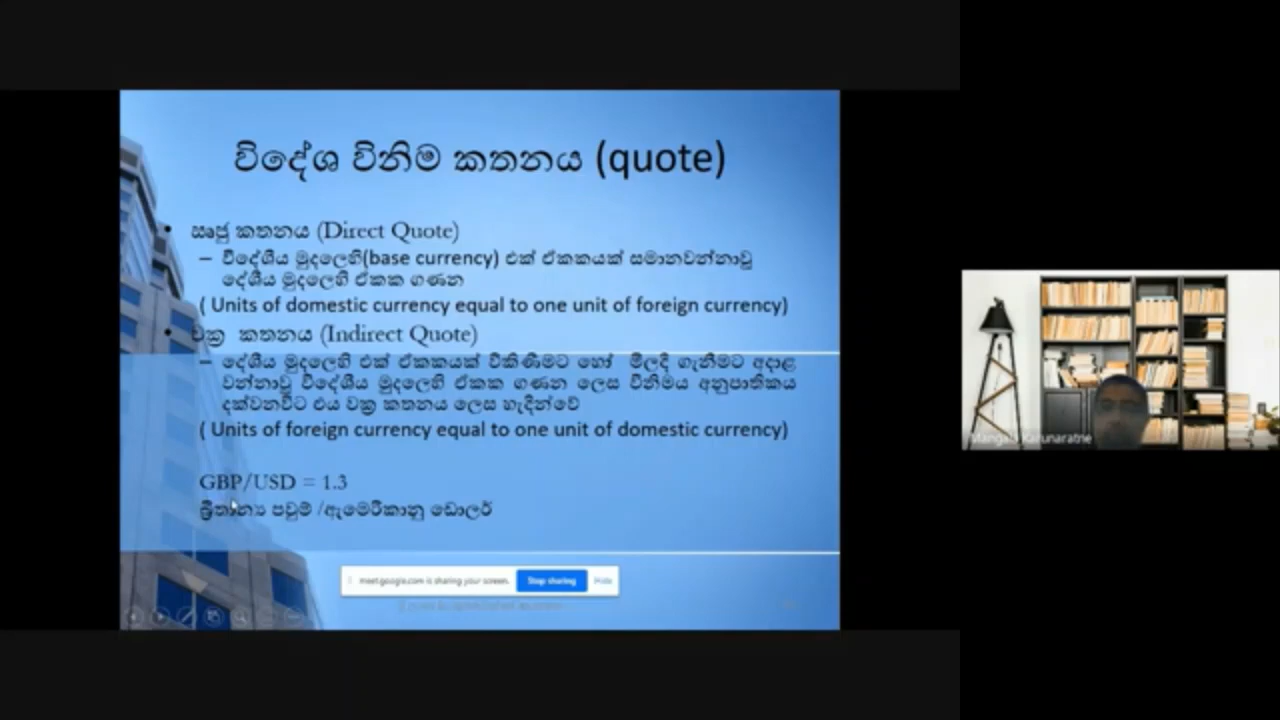 විදේශ විනිම කතනය (quote)
• සෘජු කතනය (Direct Quote)
– විදේශීය මුදලෙහි(base currency) එක් ඒකකයක් සමානවන්නාවූ
දේශීය මුදලෙහි ඒකක ගණන
( Units of domestic currency equal to one unit of foreign currency)
• වක්‍ර කතනය (Indirect Quote)
– දේශීය මුදලෙහි එක් ඒකකයක් විකිණීමට හෝ මිලදී ගැනීමට අදාළ
වන්නාවූ විදේශීය මුදලෙහි ඒකක ගණන ලෙස විනිමය අනුපාතිකය
දක්වනවිට එය වක්‍ර කතනය ලෙස හැදින්වේ
( Units of foreign currency equal to one unit of domestic currency)
GBP/USD = 1.3
බ්‍රිතාන්‍ය පවුම් /ඇමෙරිකානු ඩොලර්
meet.google.com is sharing your screen. Stop sharing Hide
Mangala Karunaratne